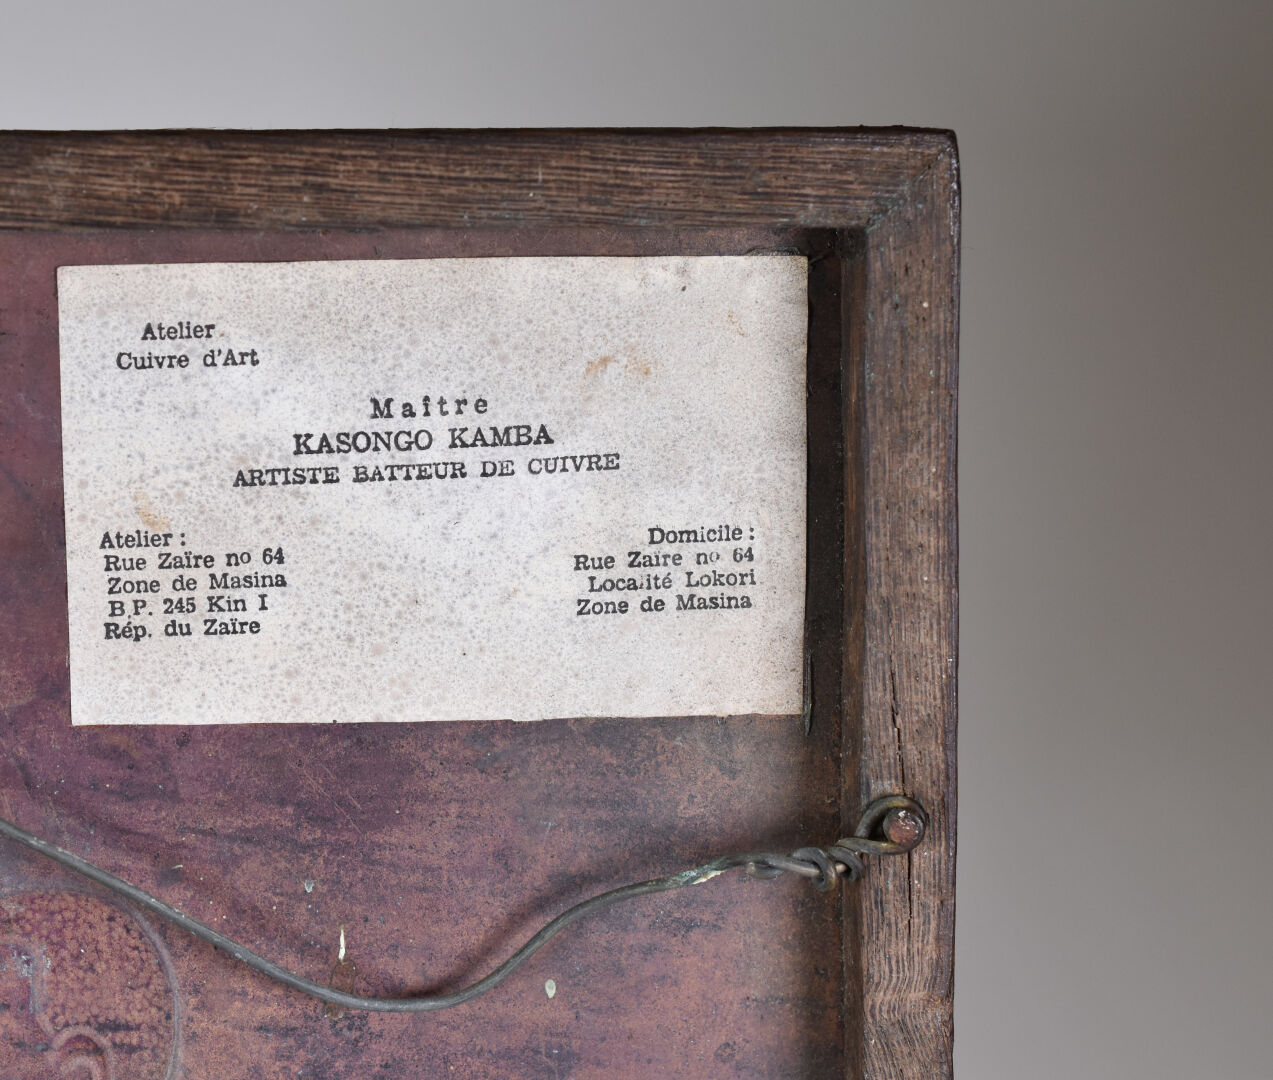 Atelier
Cuivre d'Art
Maître
KASONGO KAMBA
ARTISTE BATTEUR DE CUIVRE
Atelier :
Rue Zaïre no 64
Zone de Masina
B.P. 245 Kin I
Rép. du Zaïre
Domicile :
Rue Zaïre no 64
Localité Lokori
Zone de Masina